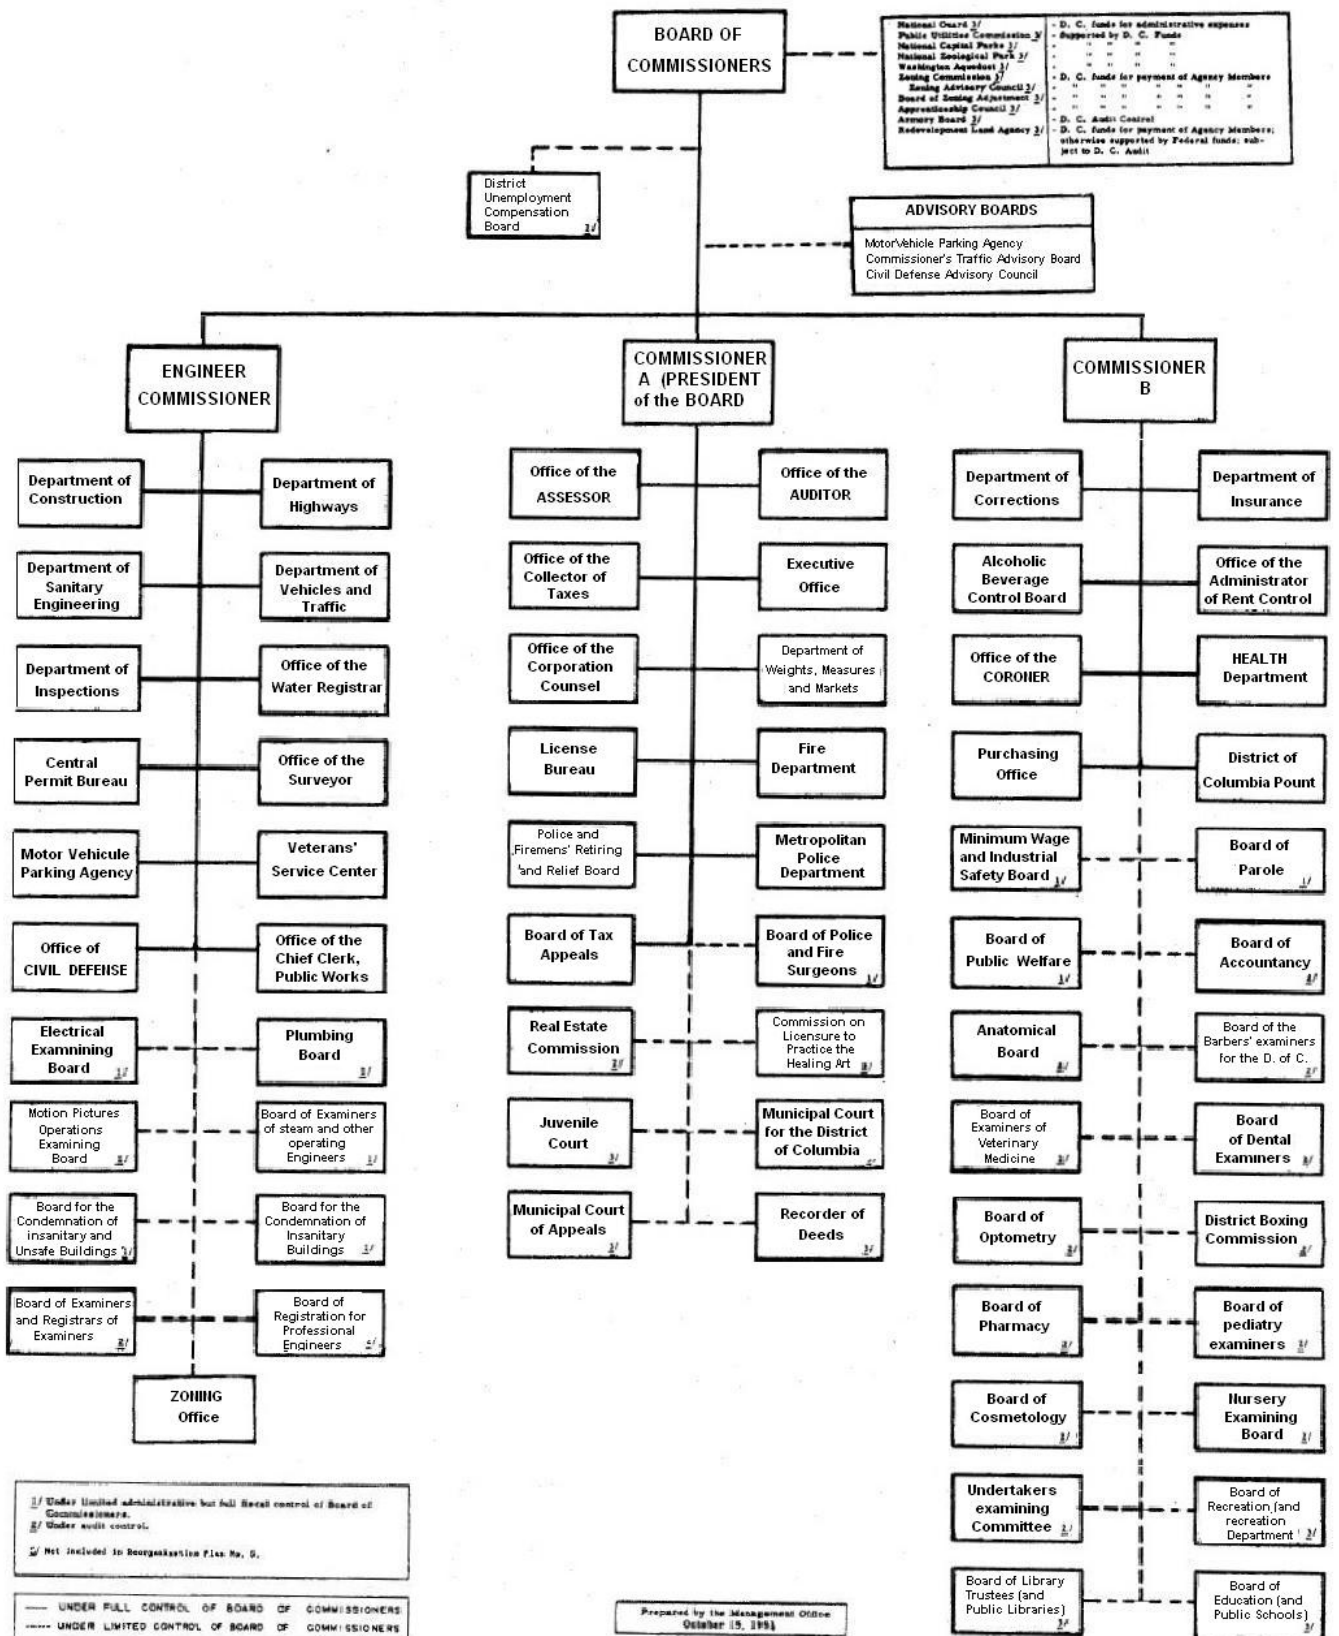 BOARD OF
COMMISSIONERS
National Guard 3/ - D. C. funds for administrative expenses
Public Utilities Commission 3/ - Supported by D. C. Funds
National Capital Parks 3/ - " " " "
National Zoological Park 3/ - " " " "
Washington Aqueduct 3/ - " " " "
Zoning Commission 3/ - D. C. funds for payment of Agency Members
Zoning Advisory Council 3/ - " " " " " " "
Board of Zoning Adjustment 3/ - " " " " " " "
Apprenticeship Council 3/ - " " " " " " "
Armory Board 3/ - D. C. Audit Control
Redevelopment Land Agency 3/ - D. C. funds for payment of Agency Members;
otherwise supported by Federal funds; sub-
ject to D. C. Audit
District
Unemployment
Compensation
Board
ADVISORY BOARDS
MotorVehicle Parking Agency
Commissioner's Traffic Advisory Board
Civil Defense Advisory Council
ENGINEER
COMMISSIONER
COMMISSIONER
A (PRESIDENT
of the BOARD
COMMISSIONER
B
Department of
Construction
Department of
Highways
Department of
Sanitary
Engineering
Department of
Vehicles and
Traffic
Department of
Inspections
Office of the
Water Registrar
Central
Permit Bureau
Office of the
Surveyor
Motor Vehicule
Parking Agency
Veterans'
Service Center
Office of
CIVIL DEFENSE
Office of the
Chief Clerk,
Public Works
Electrical
Examnining
Board 1/
Plumbing
Board
Motion Pictures
Operations
Examining
Board
Board of Examiners
of steam and other
operating
Engineers 1/
Board for the
Condemnation of
insanitary and
Unsafe Buildings
Board for the
Condemnation of
Insanitary
Buildings
Board of Examiners
and Registrars of
Examiners
Board of
Registration for
Professional
Engineers
ZONING
Office
Office of the
ASSESSOR
Office of the
AUDITOR
Office of the
Collector of
Taxes
Executive
Office
Office of the
Corporation
Counsel
Department of
Weights, Measures
and Markets
License
Bureau
Fire
Department
Police and
Firemens' Retiring
and Relief Board
Metropolitan
Police
Department
Board of Tax
Appeals
Board of Police
and Fire
Surgeons 1/
Real Estate
Commission
Commission on
Licensure to
Practice the
Healing Art
Juvenile
Court
Municipal Court
for the District
of Columbia
Municipal Court
of Appeals
Recorder of
Deeds
Department of
Corrections
Department of
Insurance
Alcoholic
Beverage
Control Board
Office of the
Administrator
of Rent Control
Office of the
CORONER
HEALTH
Department
Purchasing
Office
District of
Columbia Pount
Minimum Wage
and Industrial
Safety Board 1/
Board of
Parole 1/
Board of
Public Welfare 1/
Board of
Accountancy
Anatomical
Board
Board of the
Barbers' examiners
for the D. of C.
Board of
Examiners of
Veterinary
Medicine
Board
of Dental
Examiners
Board of
Optometry
District Boxing
Commission
Board of
Pharmacy
Board of
pediatry
examiners
Board of
Cosmetology
Nursery
Examining
Board
Undertakers
examining
Committee
Board of
Recreation (and
recreation
Department
Board of Library
Trustees (and
Public Libraries)
Board of
Education (and
Public Schools)
1/ Under limited administrative but full fiscal control of Board of
Commissioners.
2/ Under audit control.
3/ Not included in Reorganization Plan No. 5.
UNDER FULL CONTROL OF BOARD OF COMMISSIONERS
UNDER LIMITED CONTROL OF BOARD OF COMMISSIONERS
Prepared by the Management Office
October 15, 195